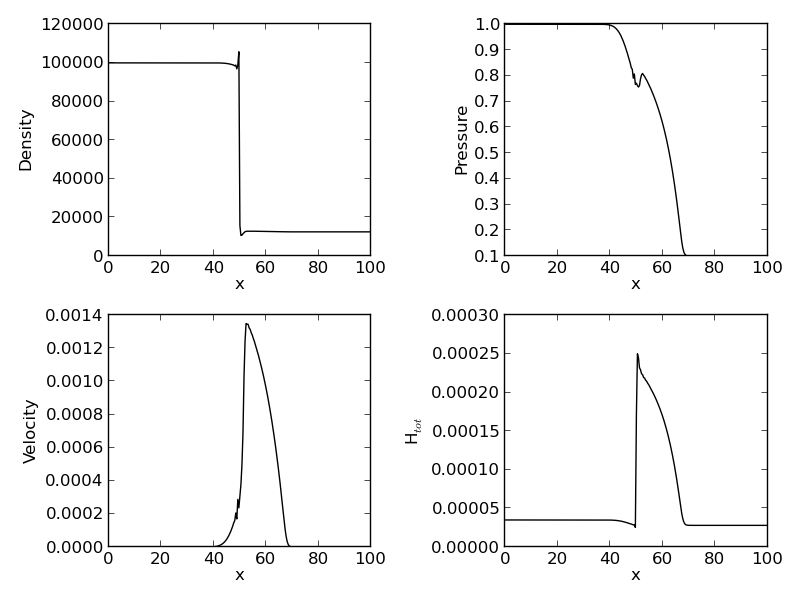 120000
100000
80000
60000
40000
20000
0
Density
0 20 40 60 80 100
x
1.0
0.9
0.8
0.7
0.6
0.5
0.4
0.3
0.2
0.1
Pressure
0 20 40 60 80 100
x
0.0014
0.0012
0.0010
0.0008
0.0006
0.0004
0.0002
0.0000
Velocity
0 20 40 60 80 100
x
0.00030
0.00025
0.00020
0.00015
0.00010
0.00005
0.00000
H_tot
0 20 40 60 80 100
x